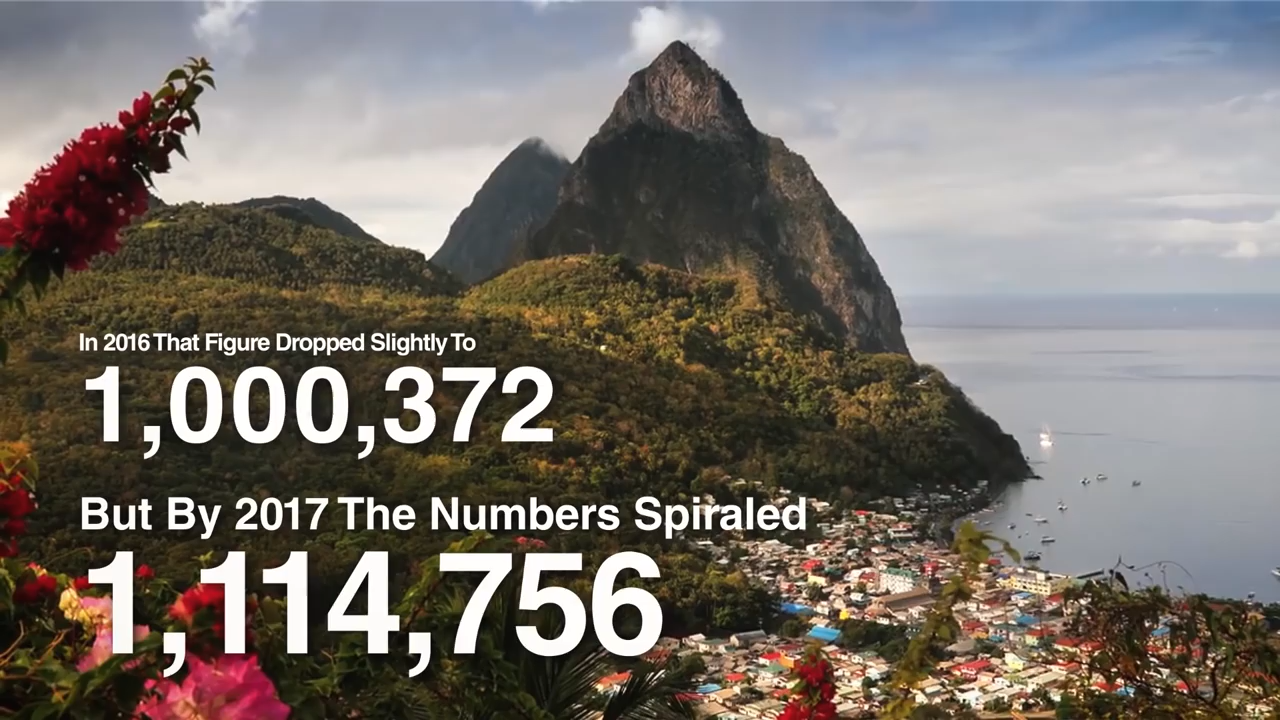 In 2016 That Figure Dropped Slightly To
1,000,372
But By 2017 The Numbers Spiraled
1,114,756